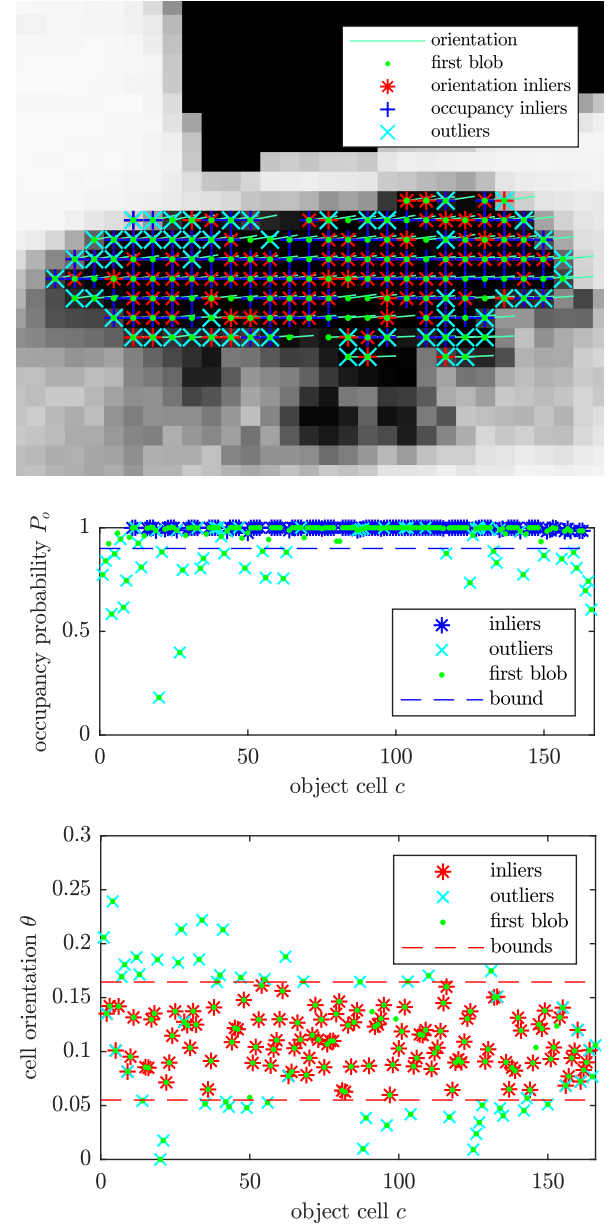 orientation
first blob
orientation inliers
occupancy inliers
outliers
occupancy probability Pₒ
1
0.5
0
inliers
outliers
first blob
bound
0 50 100 150
object cell c
cell orientation θ
0.3
0.25
0.2
0.15
0.1
0.05
0
inliers
outliers
first blob
bounds
0 50 100 150
object cell c